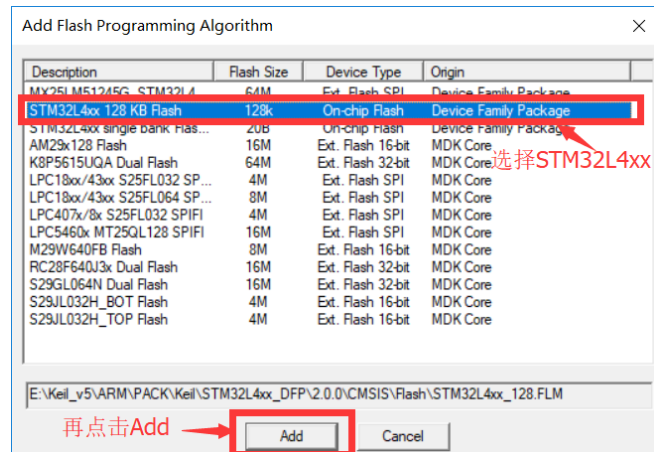 Add Flash Programming Algorithm
Description Flash Size Device Type Origin
MX25LM51245G_STM32L4... 64M Ext. Flash SPI Device Family Package
STM32L4xx 128 KB Flash 128k On-chip Flash Device Family Package
STM32L4xx single bank Flas... 20B On-chip Flash Device Family Package
AM29x128 Flash 16M Ext. Flash 16-bit MDK Core
选择STM32L4xx
K8P5615UQA Dual Flash 64M Ext. Flash 32-bit MDK Core
LPC18xx/43xx S25FL032 SP... 4M Ext. Flash SPI MDK Core
LPC18xx/43xx S25FL064 SP... 8M Ext. Flash SPI MDK Core
LPC407x/8x S25FL032 SPIFI 4M Ext. Flash SPI MDK Core
LPC5460x MT25QL128 SPIFI 16M Ext. Flash SPI MDK Core
M29W640FB Flash 8M Ext. Flash 16-bit MDK Core
RC28F640J3x Dual Flash 16M Ext. Flash 32-bit MDK Core
S29GL064N Dual Flash 16M Ext. Flash 32-bit MDK Core
S29JL032H_BOT Flash 4M Ext. Flash 16-bit MDK Core
S29JL032H_TOP Flash 4M Ext. Flash 16-bit MDK Core
E:\Keil_v5\ARM\PACK\Keil\STM32L4xx_DFP\2.0.0\CMSIS\Flash\STM32L4xx_128.FLM
再点击Add
Add Cancel